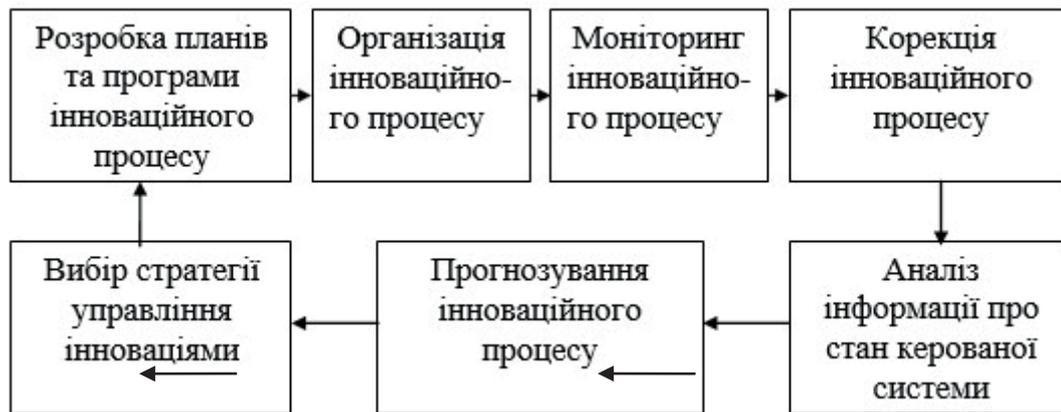 Розробка планів
та програми
інноваційного
процесу
Організація
інноваційно-
го процесу
Моніторинг
інноваційно-
го процесу
Корекція
інноваційного
процесу
Вибір стратегії
управління
інноваціями
Прогнозування
інноваційного
процесу
Аналіз
інформації про
стан керованої
системи